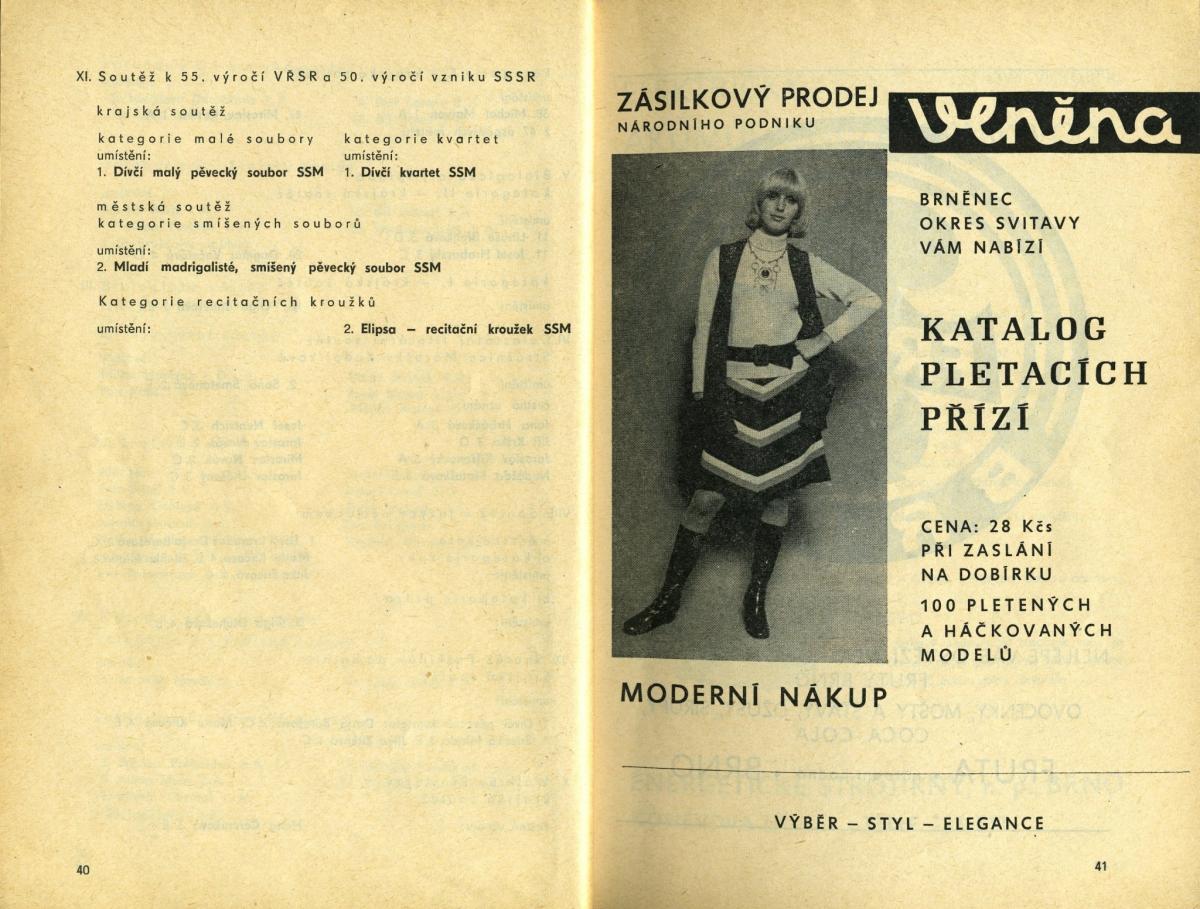 XI. Soutěž k 55. výročí VŘSR a 50. výročí vzniku SSSR
krajská soutěž
kategorie malé soubory
umístění:
1. Dívčí malý pěvecký soubor SSM
kategorie kvartet
umístění:
1. Dívčí kvartet SSM
městská soutěž
kategorie smíšených souborů
umístění:
2. Mladí madrigalisté, smíšený pěvecký soubor SSM
Kategorie recitačních kroužků
umístění:
2. Elipsa — recitační kroužek SSM
40
ZÁSILKOVÝ PRODEJ
NÁRODNÍHO PODNIKU
Vlněna
BRNĚNEC
OKRES SVITAVY
VÁM NABÍZÍ
KATALOG
PLETACÍCH
PŘÍZÍ
CENA: 28 Kčs
PŘI ZASLÁNÍ
NA DOBÍRKU
100 PLETENÝCH
A HÁČKOVANÝCH
MODELŮ
MODERNÍ NÁKUP
VÝBĚR — STYL — ELEGANCE
41